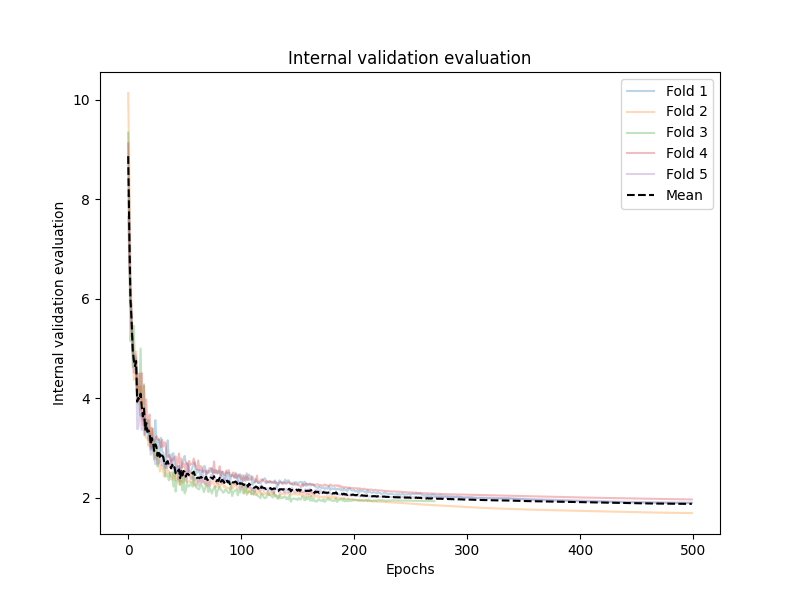 Internal validation evaluation
Internal validation evaluation
10
8
6
4
2
0
100
200
300
400
500
Epochs
Fold 1
Fold 2
Fold 3
Fold 4
Fold 5
Mean